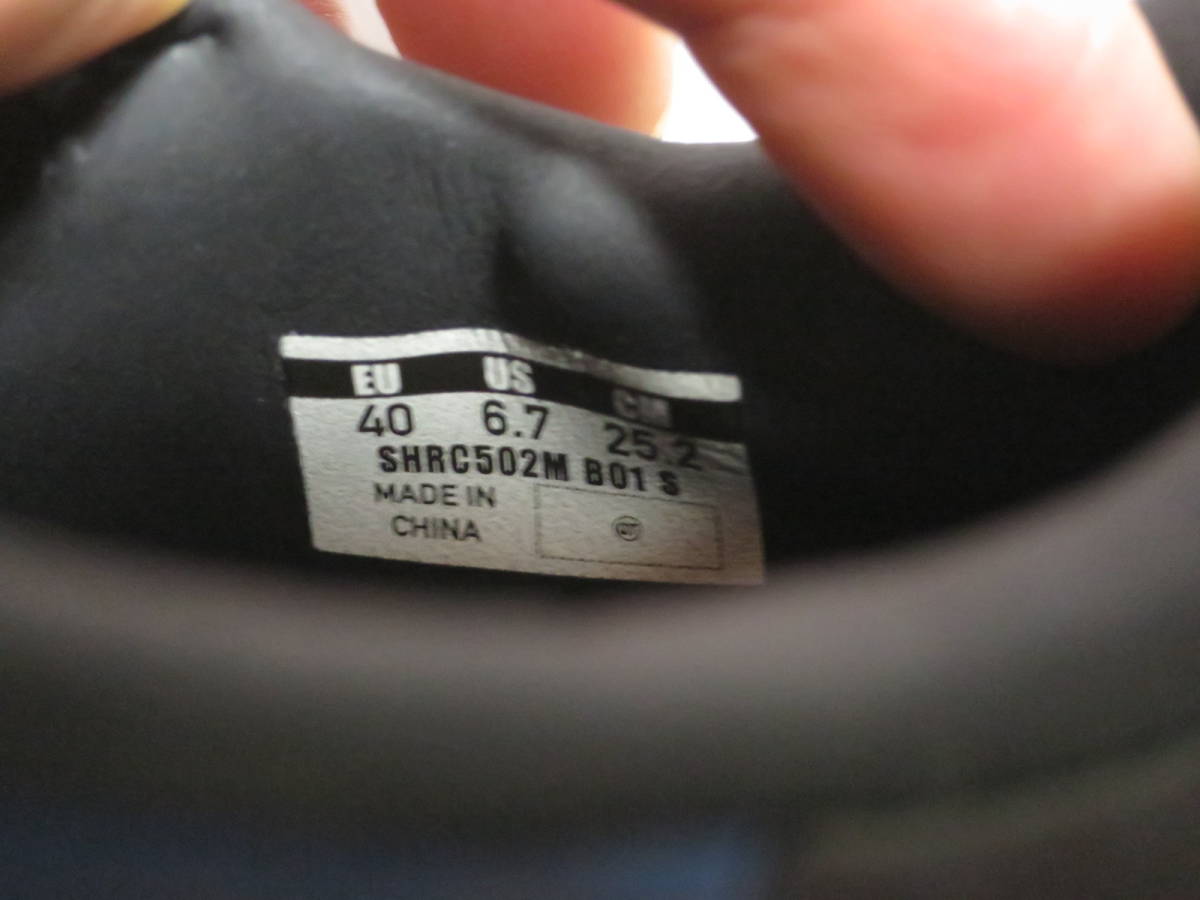 EU US CM
40 6.7 25.2
SHRC502M B01 S
MADE IN
CHINA